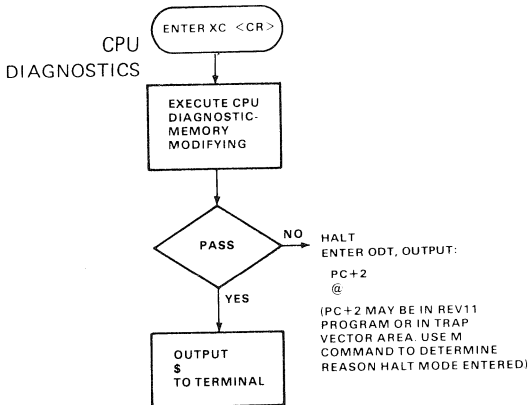 CPU
DIAGNOSTICS
ENTER XC <CR>
EXECUTE CPU
DIAGNOSTIC-
MEMORY
MODIFYING
PASS
NO
HALT
ENTER ODT, OUTPUT:
PC+2
@
(PC+2 MAY BE IN REV11
PROGRAM OR IN TRAP
VECTOR AREA. USE M
COMMAND TO DETERMINE
REASON HALT MODE ENTERED)
YES
OUTPUT
$
TO TERMINAL